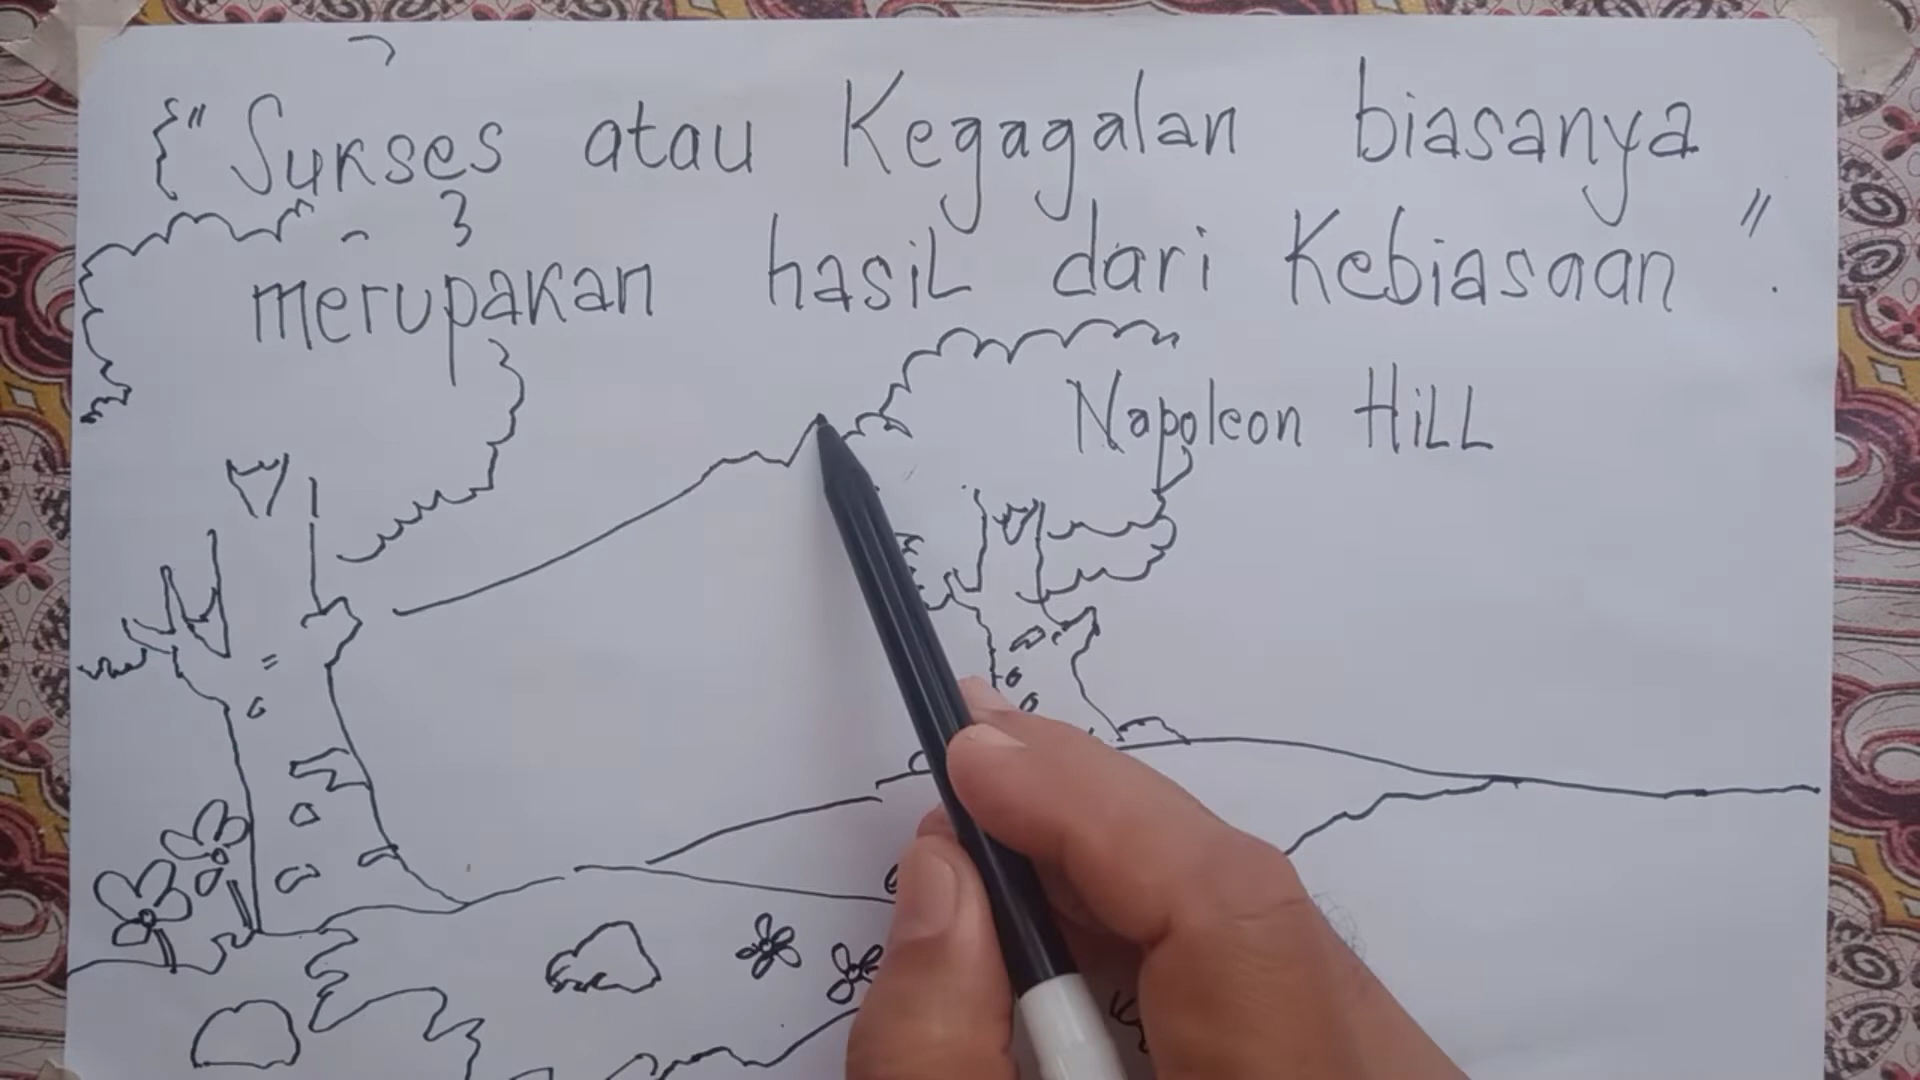 {"Sukses atau Kegagalan biasanya
merupakan hasiL dari Kebiasaan".
Napoleon HiLL